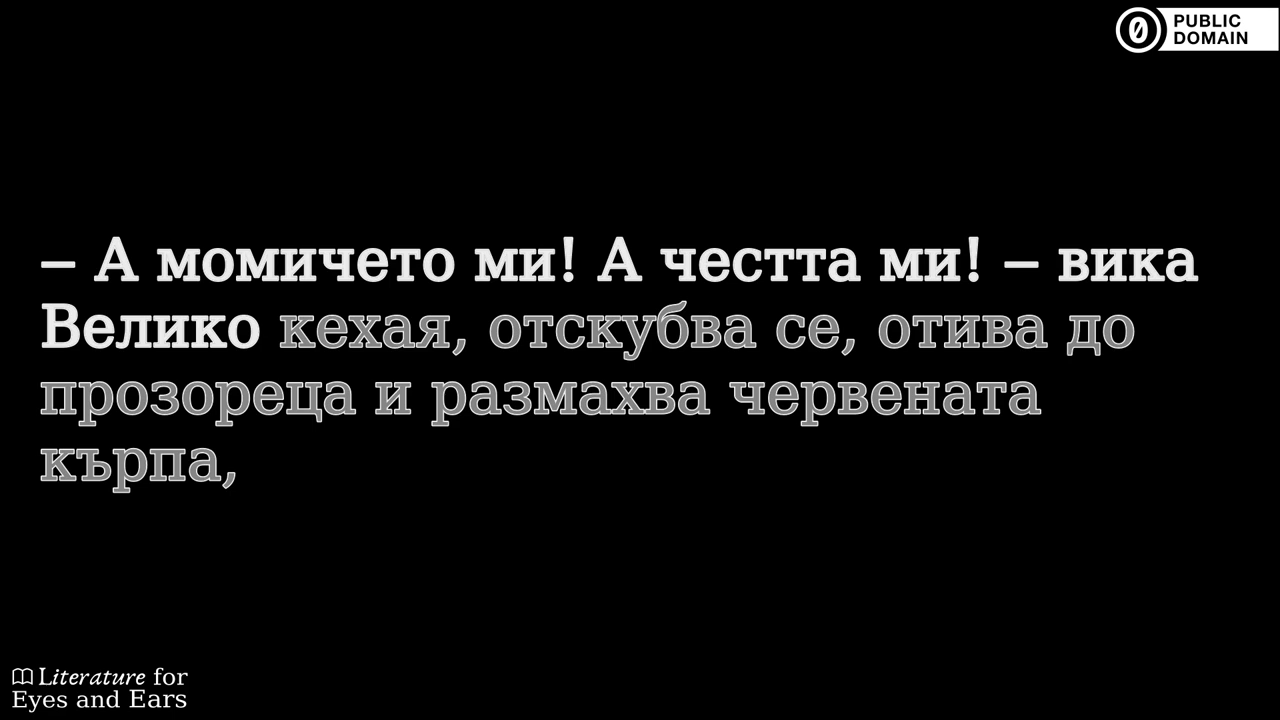 PUBLIC
DOMAIN
– А момичето ми! А честта ми! – вика
Велико кехая, отскубва се, отива до
прозореца и размахва червената
кърпа,
Literature for
Eyes and Ears